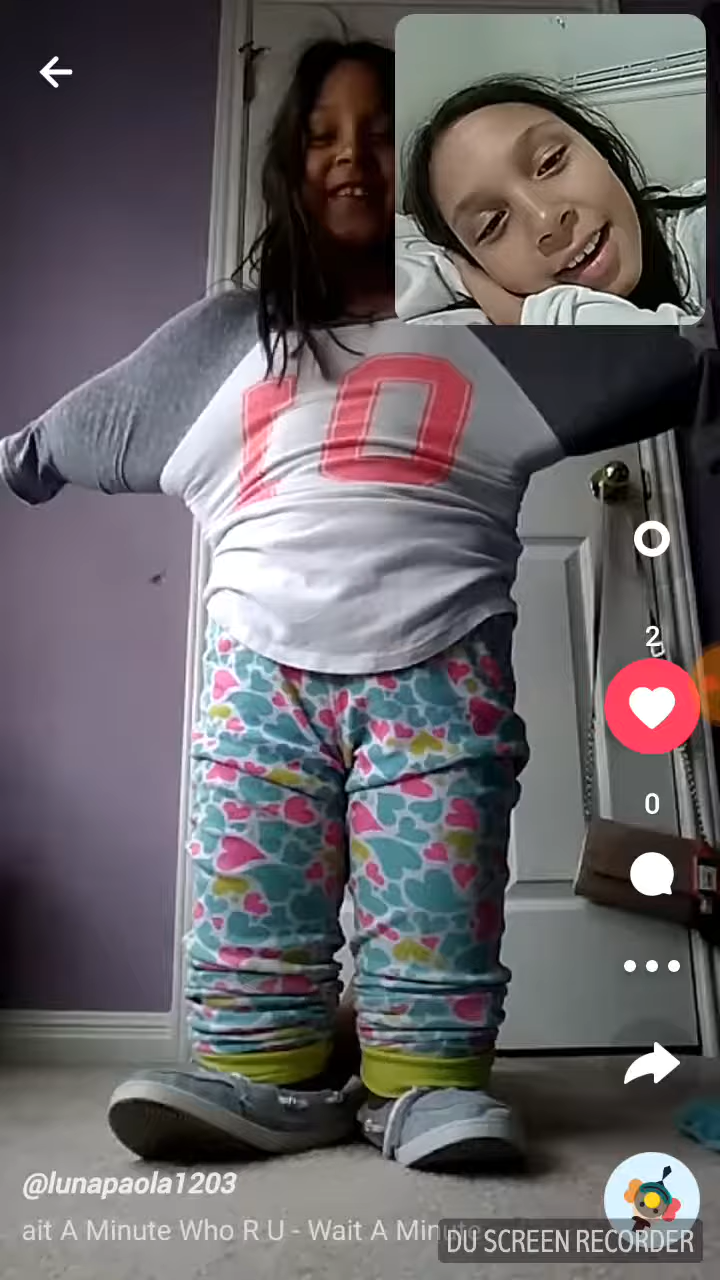 10
2
0
@lunapaola1203
ait A Minute Who R U - Wait A Minute
DU SCREEN RECORDER